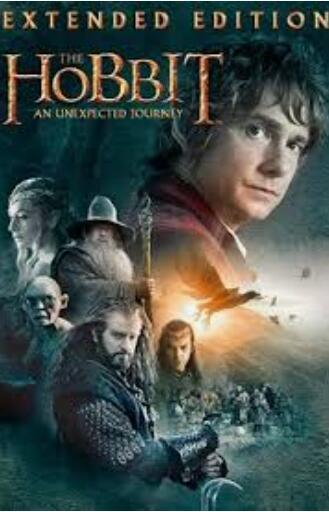 EXTENDED EDITION
THE
HOBBIT
AN UNEXPECTED JOURNEY